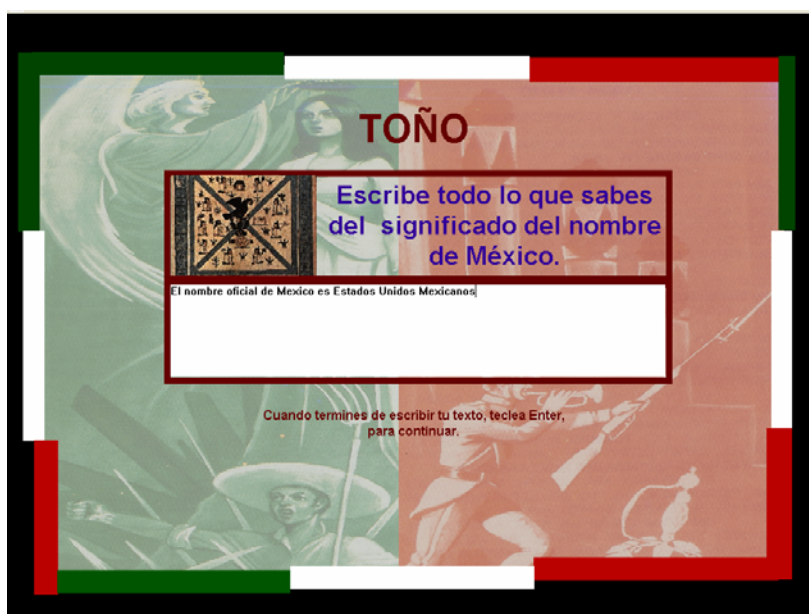 TOÑO
Escribe todo lo que sabes
del significado del nombre
de México.
El nombre oficial de Mexico es Estados Unidos Mexicanos
Cuando termines de escribir tu texto, teclea Enter,
para continuar.